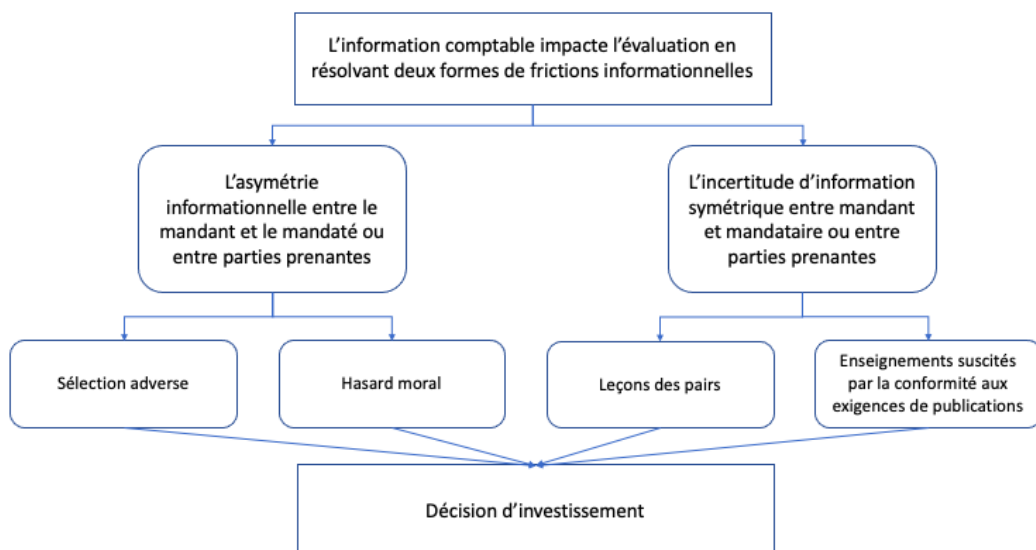 L’information comptable impacte l’évaluation en
résolvant deux formes de frictions informationnelles
L’asymétrie
informationnelle entre le
mandant et le mandaté ou
entre parties prenantes
L’incertitude d’information
symétrique entre mandant
et mandataire ou entre
parties prenantes
Sélection adverse
Hasard moral
Leçons des pairs
Enseignements suscités
par la conformité aux
exigences de publications
Décision d’investissement